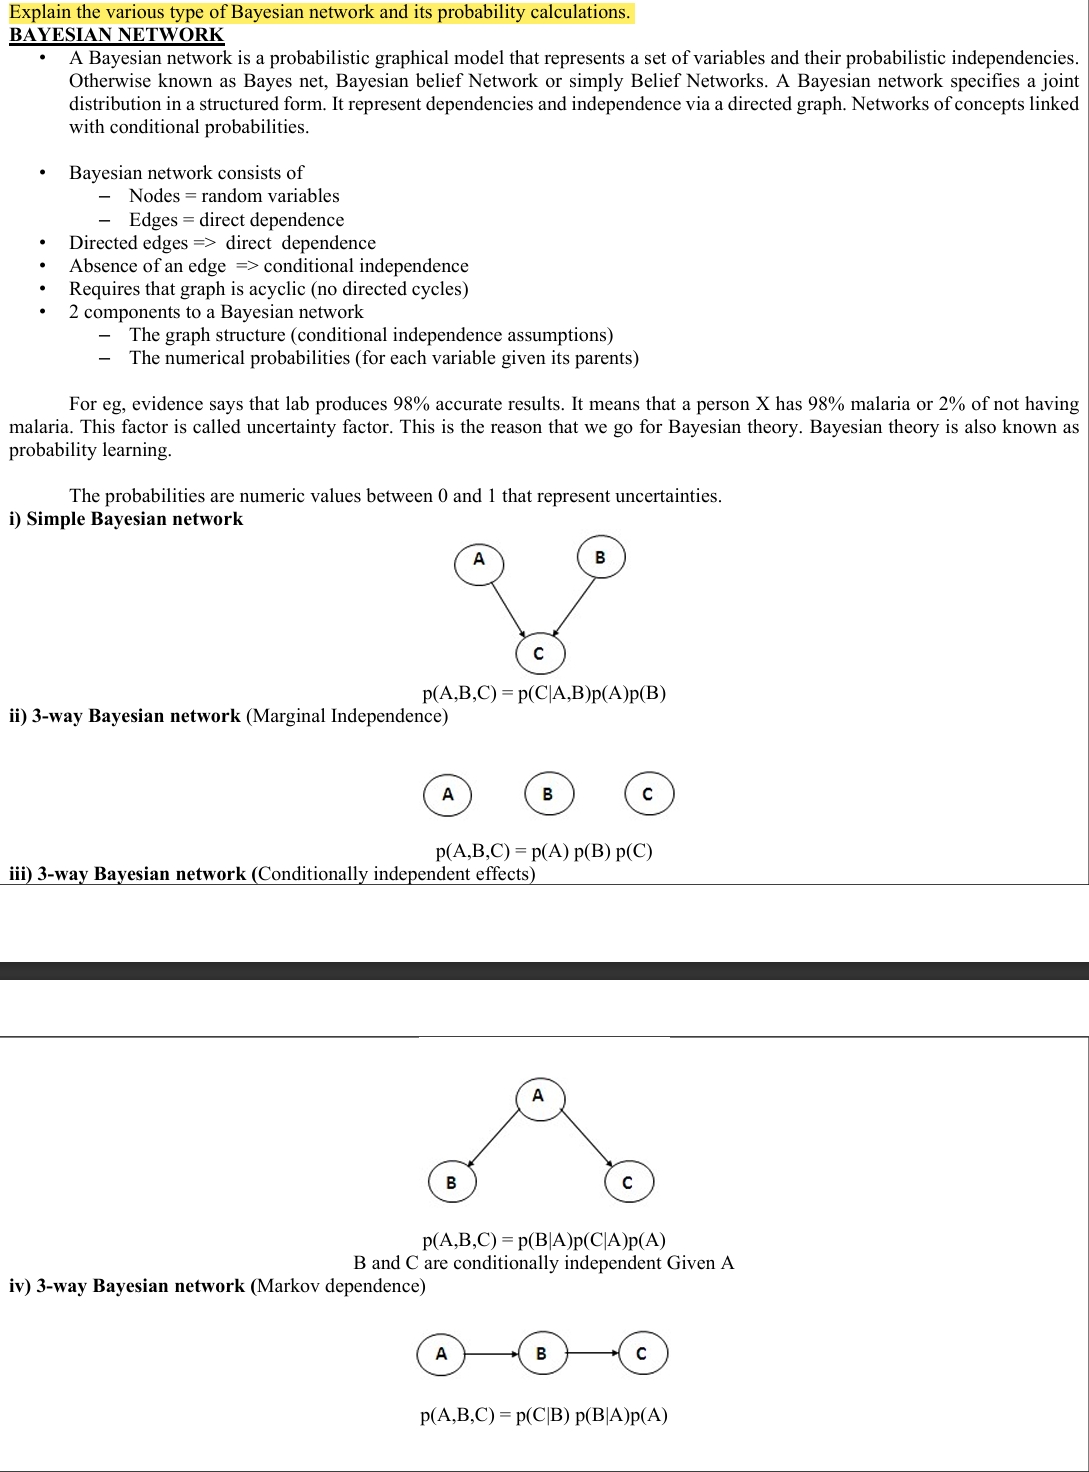 Explain the various type of Bayesian network and its probability calculations.
BAYESIAN NETWORK
• A Bayesian network is a probabilistic graphical model that represents a set of variables and their probabilistic independencies.
Otherwise known as Bayes net, Bayesian belief Network or simply Belief Networks. A Bayesian network specifies a joint
distribution in a structured form. It represent dependencies and independence via a directed graph. Networks of concepts linked
with conditional probabilities.
• Bayesian network consists of
– Nodes = random variables
– Edges = direct dependence
• Directed edges => direct dependence
• Absence of an edge => conditional independence
• Requires that graph is acyclic (no directed cycles)
• 2 components to a Bayesian network
– The graph structure (conditional independence assumptions)
– The numerical probabilities (for each variable given its parents)
For eg, evidence says that lab produces 98% accurate results. It means that a person X has 98% malaria or 2% of not having
malaria. This factor is called uncertainty factor. This is the reason that we go for Bayesian theory. Bayesian theory is also known as
probability learning.
The probabilities are numeric values between 0 and 1 that represent uncertainties.
i) Simple Bayesian network
A B
C
p(A,B,C) = p(C|A,B)p(A)p(B)
ii) 3-way Bayesian network (Marginal Independence)
A B C
p(A,B,C) = p(A) p(B) p(C)
iii) 3-way Bayesian network (Conditionally independent effects)
A
B C
p(A,B,C) = p(B|A)p(C|A)p(A)
B and C are conditionally independent Given A
iv) 3-way Bayesian network (Markov dependence)
A B C
p(A,B,C) = p(C|B) p(B|A)p(A)